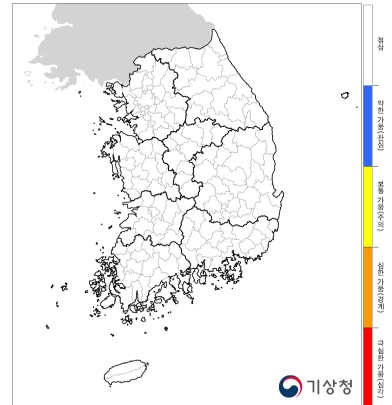 정상
약한 가뭄(관심)
보통 가뭄(주의)
심한 가뭄(경계)
극심한 가뭄(심각)
기상청